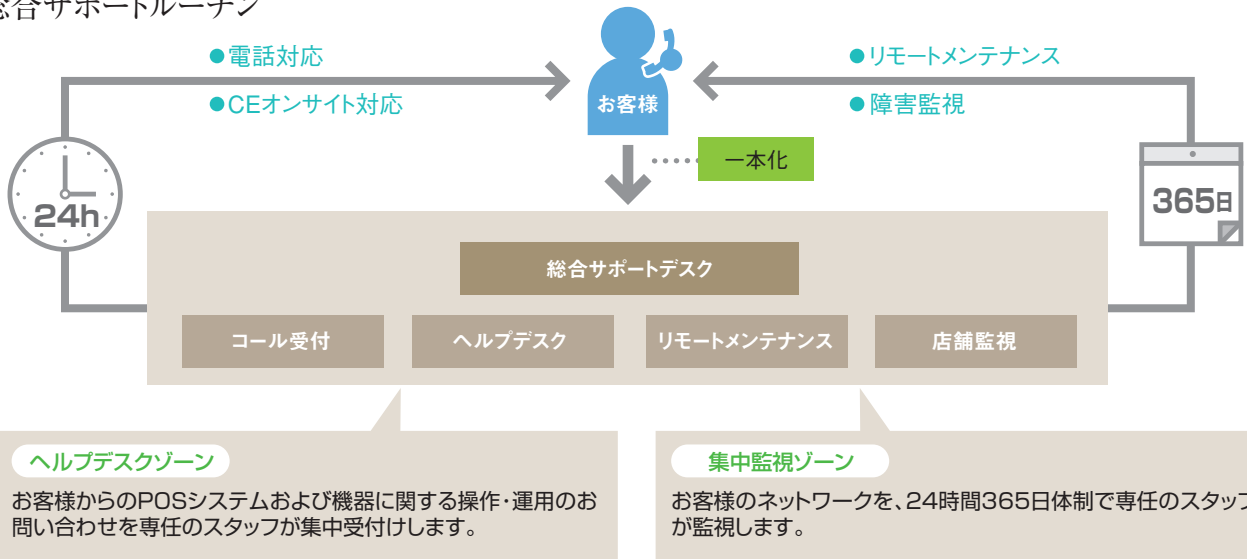 総合サポートルーチン
●電話対応
●CEオンサイト対応
お客様
●リモートメンテナンス
●障害監視
一本化
24h
365日
総合サポートデスク
コール受付
ヘルプデスク
リモートメンテナンス
店舗監視
ヘルプデスクゾーン
お客様からのPOSシステムおよび機器に関する操作・運用のお
問い合わせを専任のスタッフが集中受付けします。
集中監視ゾーン
お客様のネットワークを、24時間365日体制で専任のスタッフ
が監視します。